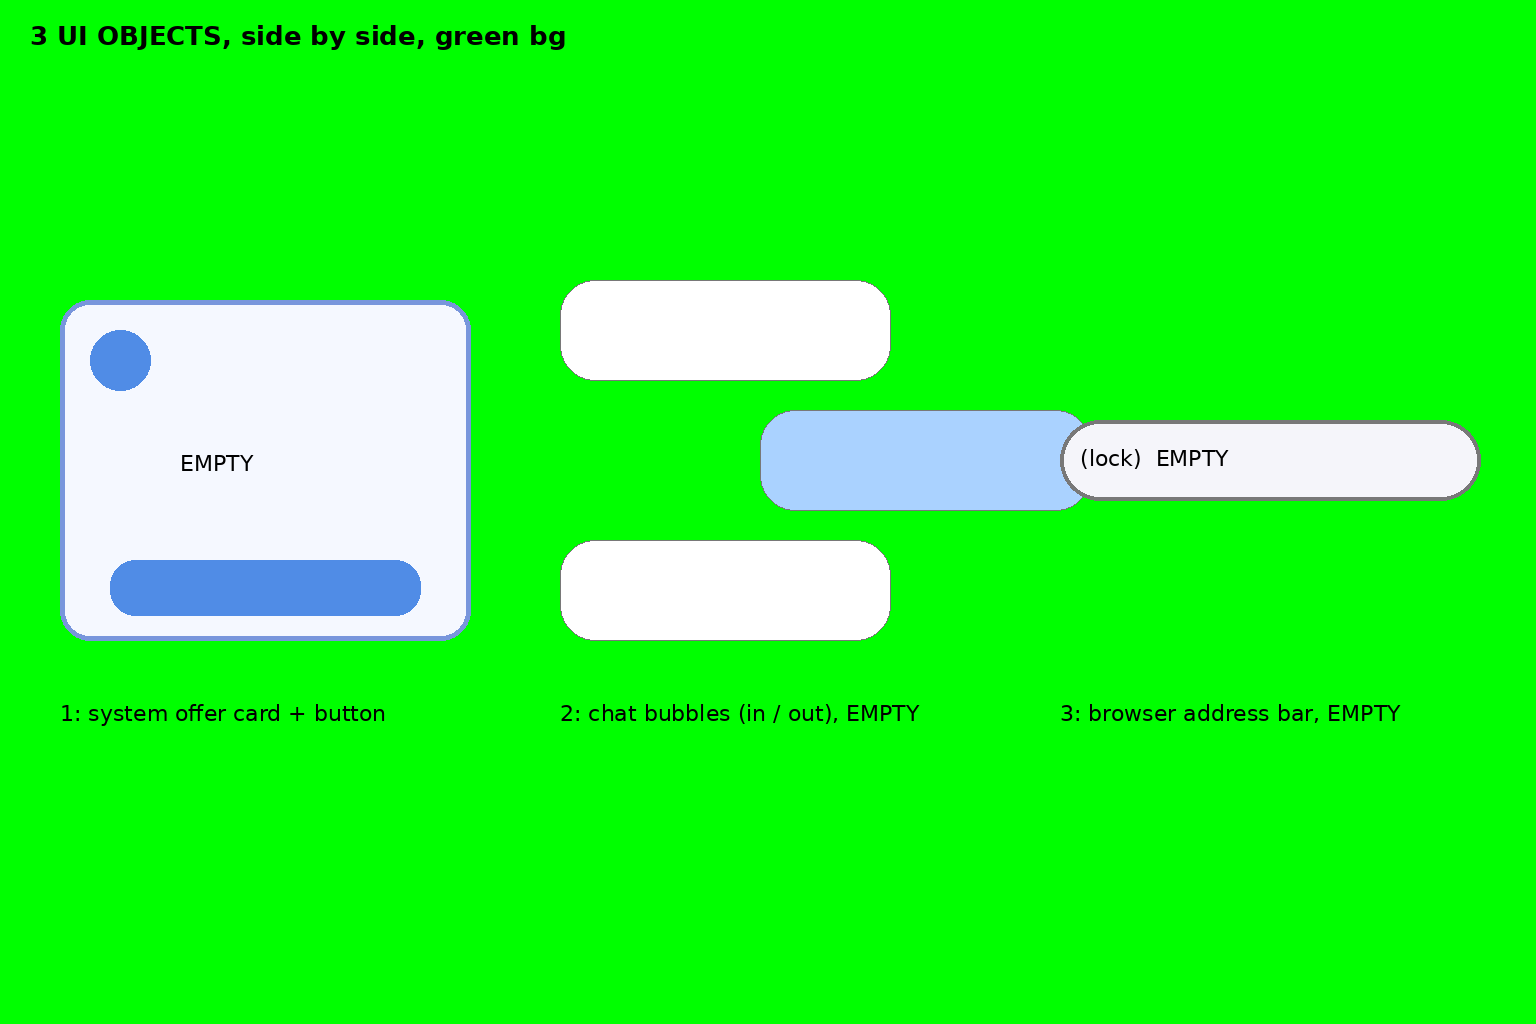 3 UI OBJECTS, side by side, green bg
EMPTY
(lock)  EMPTY
1: system offer card + button
2: chat bubbles (in / out), EMPTY
3: browser address bar, EMPTY